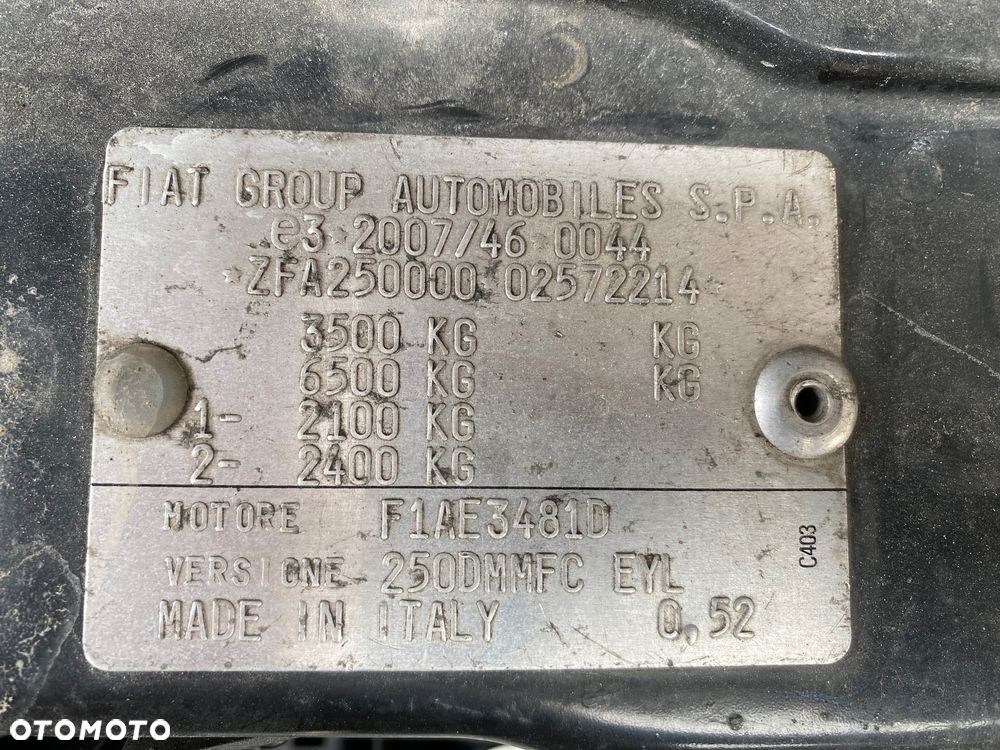 FIAT GROUP AUTOMOBILES S.P.A.
e3*2007/46*0044
*ZFA250000 02572214*
3500 KG KG
6500 KG KG
1- 2100 KG
2- 2400 KG
MOTORE F1AE3481D
VERSIONE 250DMMFC EYL
MADE IN ITALY 0,52
C403
OTOMOTO
OTOMOTO